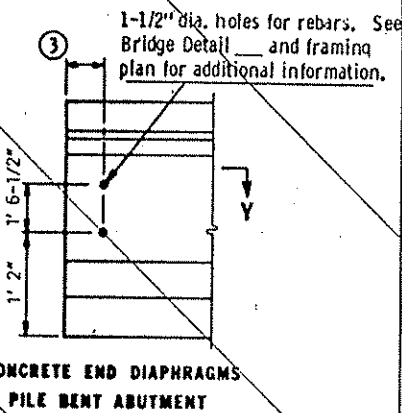 1-1/2" dia. holes for rebars. See
Bridge Detail __ and framing
plan for additional information.
3
Y
1' 6-1/2"
1' 2"
ONCRETE END DIAPHRAGMS
PILE BENT ABUTMENT